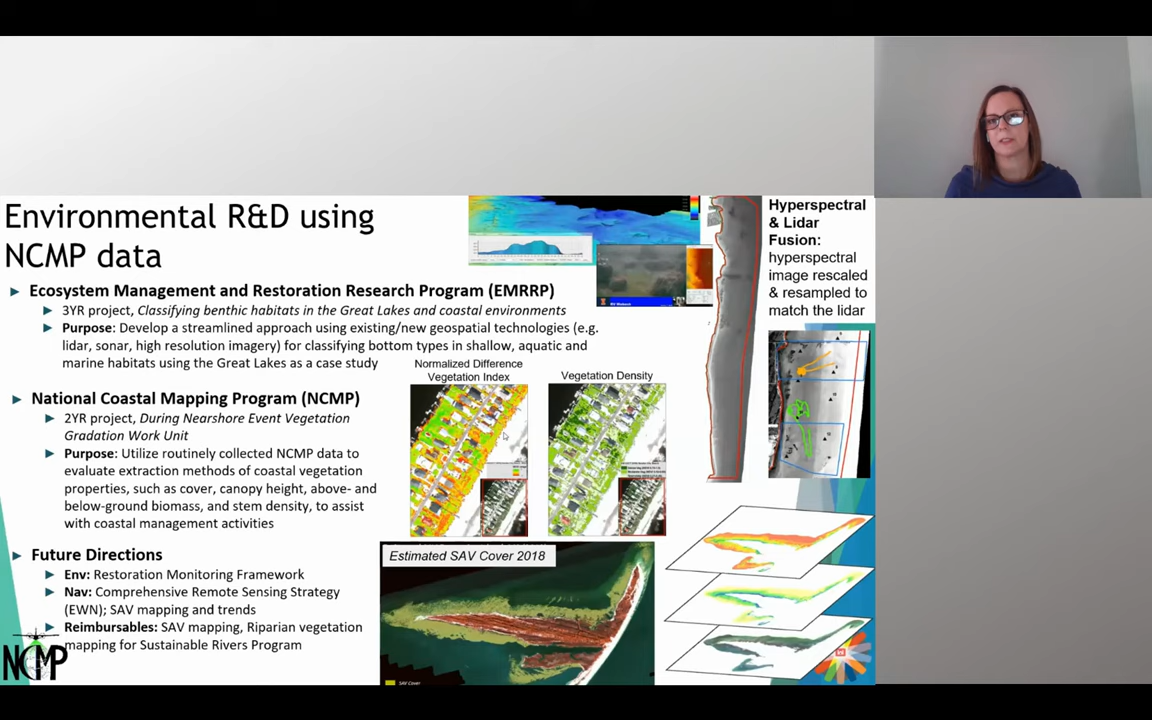 Environmental R&D using
NCMP data
Ecosystem Management and Restoration Research Program (EMRRP)
3YR project, Classifying benthic habitats in the Great Lakes and coastal environments
Purpose: Develop a streamlined approach using existing/new geospatial technologies (e.g.
lidar, sonar, high resolution imagery) for classifying bottom types in shallow, aquatic and
marine habitats using the Great Lakes as a case study
National Coastal Mapping Program (NCMP)
2YR project, During Nearshore Event Vegetation
Gradation Work Unit
Purpose: Utilize routinely collected NCMP data to
evaluate extraction methods of coastal vegetation
properties, such as cover, canopy height, above- and
below-ground biomass, and stem density, to assist
with coastal management activities
Future Directions
Env: Restoration Monitoring Framework
Nav: Comprehensive Remote Sensing Strategy
(EWN); SAV mapping and trends
Reimbursables: SAV mapping, Riparian vegetation
mapping for Sustainable Rivers Program
NCMP
Normalized Difference
Vegetation Index
Vegetation Density
Estimated SAV Cover 2018
SAV Cover
Hyperspectral
& Lidar
Fusion:
hyperspectral
image rescaled
& resampled to
match the lidar